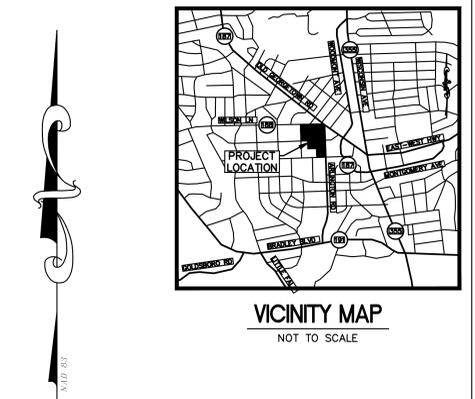 187
355
OLD GEORGETOWN RD
WOODMONT AVE
WISCONSIN AVE
WILSON LN
188
PROJECT
LOCATION
EAST-WEST HWY
187
MONTGOMERY AVE
ARLINGTON RD
BRADLEY BLVD
191
355
GOLDSBORO RD
LITTLE FALLS
VICINITY MAP
NOT TO SCALE
NAD 83